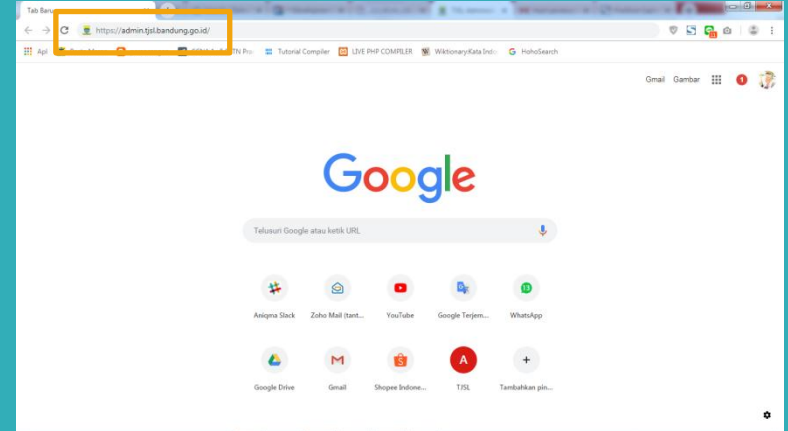 Tab Baru
https://admin.tjsl.bandung.go.id/
Apl
Tutorial Compiler
LIVE PHP COMPILER
Wiktionary:Kata Indo
HohoSearch
Gmail Gambar 1
Google
Telusuri Google atau ketik URL
13
Aniqma Slack
Zoho Mail (tant...
YouTube
Google Terjem...
WhatsApp
A
Google Drive
Gmail
Shopee Indone...
TJSL
Tambahkan pin...